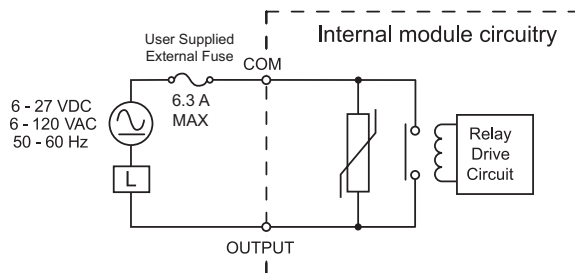 User Supplied
External Fuse
Internal module circuitry
COM
6.3 A
MAX
6 - 27 VDC
6 - 120 VAC
50 - 60 Hz
L
Relay
Drive
Circuit
OUTPUT